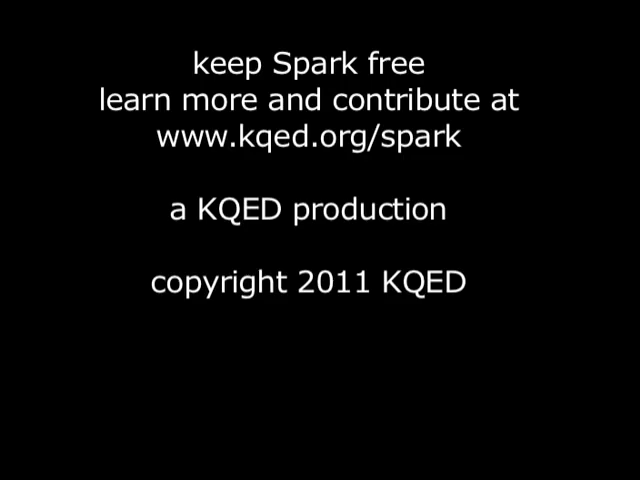 keep Spark free
learn more and contribute at
www.kqed.org/spark
a KQED production
copyright 2011 KQED